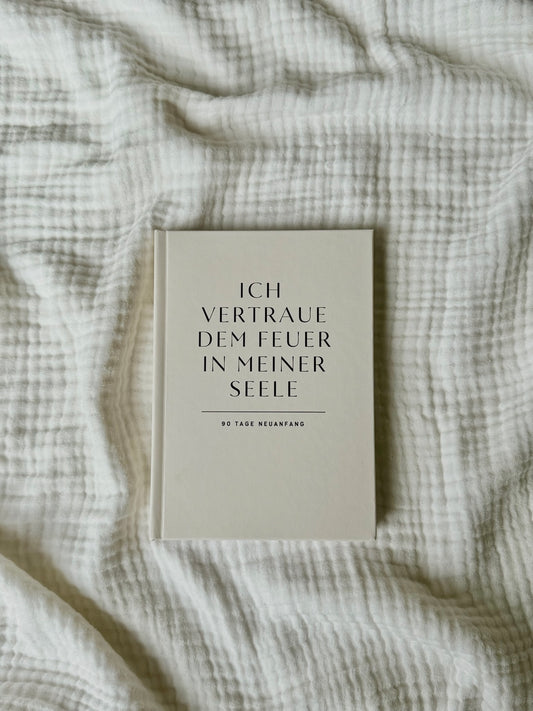 ICH
VERTRAUE
DEM FEUER
IN MEINER
SEELE
90 TAGE NEUANFANG